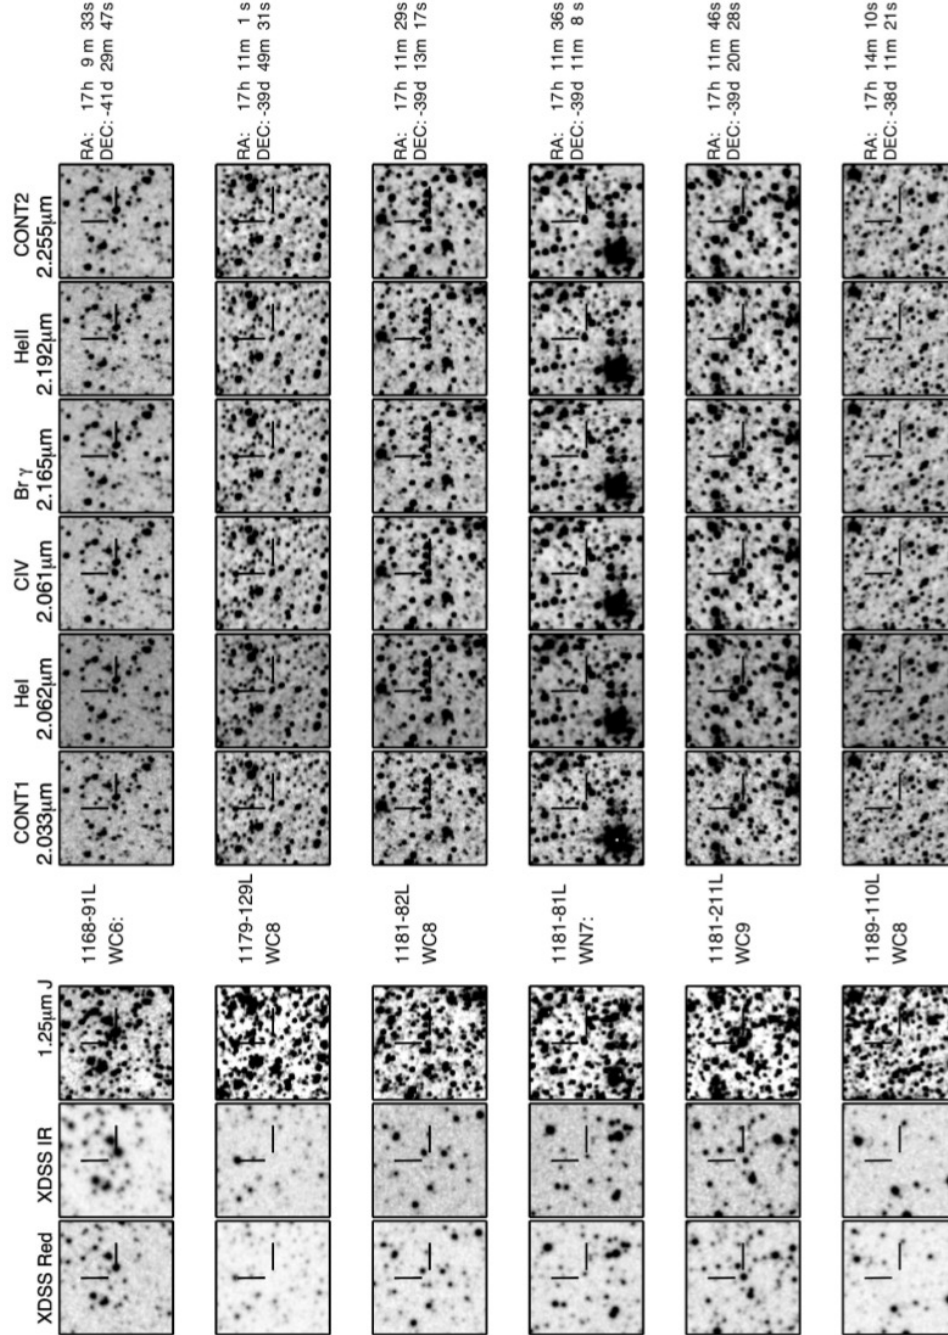 XDSS Red
XDSS IR
1.25μm J
CONT1
2.033μm
HeI
2.062μm
CIV
2.061μm
Br γ
2.165μm
HeII
2.192μm
CONT2
2.255μm
1168-91L
WC6:
RA: 17h 9 m 33s
DEC: -41d 29m 47s
1179-129L
WC8
RA: 17h 11m 1 s
DEC: -39d 49m 31s
1181-82L
WC8
RA: 17h 11m 29s
DEC: -39d 13m 17s
1181-81L
WN7:
RA: 17h 11m 36s
DEC: -39d 11m 8 s
1181-211L
WC9
RA: 17h 11m 46s
DEC: -39d 20m 28s
1189-110L
WC8
RA: 17h 14m 10s
DEC: -38d 11m 21s